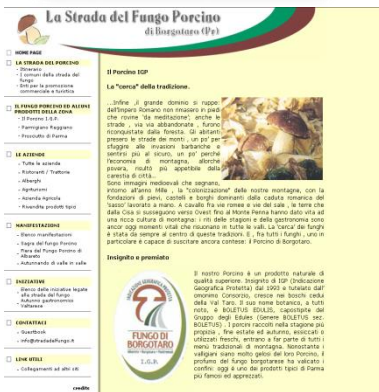 La Strada del Fungo Porcino
di Borgotaro (Pr)
HOME PAGE
LA STRADA DEL PORCINO
- Itinerario
- I comuni della strada del
fungo
- Enti per la promozione
commerciale e turistica
IL FUNGO PORCINO ED ALCUNI
PRODOTTI DELLA ZONA
- Il Porcino I.G.P.
- Parmigiano Reggiano
- Prosciutto di Parma
LE AZIENDE
- Tutte le aziende
- Ristoranti / Trattorie
- Alberghi
- Agriturismi
- Azienda Agricola
- Rivendite prodotti tipici
MANIFESTAZIONI
- Elenco manifestazioni
- Sagra del fungo Porcino
- Fiera del Fungo Porcino di
Albareto
- Autunnando di valle in valle
INIZIATIVE
- Elenco delle iniziative legate
alla strada del fungo
- Autunno gastronomico
Valtarese
CONTATTACI
- Guestbook
- info@stradadelfungo.it
LINK UTILI
- Collegamenti ad altri siti
credits
Il Porcino IGP
La "cerca" della tradizione.
...Infine ,il grande dominio si ruppe:
dell'Impero Romano non rimasero in piedi
che rovine 'da meditazione', anche le
strade , via via abbandonate , furono
riconquistate dalla foresta. Gli abitanti
presero le strade dei monti , un po' per
sfuggire alle invasioni barbariche e
sentirsi più al sicuro, un po' perché
l'economia di montagna, allorché
povera, risultò più appetibile della
carestia di città...
Sono immagini medioevali che segnano,
intorno all'anno Mille , la "colonizzazione" delle nostre montagne, con la
fondazioni di pievi, castelli e borghi dominanti dalla caduta romanica del
'sasso' lavorato a mano. A cavallo fra vie romee e vie del sale , le terre che
dalla Cisa si susseguono verso Ovest fino al Monte Penna hanno dato vita ad
una ricca cultura di montagna: i riti delle stagioni e della gastronomia sono
ancor oggi momenti vitali che risuonano in tutte le valli. La 'cerca' dei funghi
è stata da sempre al centro di queste tradizioni. E , fra tutti i funghi , uno in
particolare è capace di suscitare ancora contese: il Porcino di Borgotaro.
Insignito e premiato
Il nostro Porcino è un prodotto naturale di
qualità superiore. Insignito di IGP (Indicazione
Geografica Protetta) dal 1993 e tutelato dall'
omonimo Consorzio, cresce nei boschi cedui
della Val Taro. Il suo nome botanico, a tutti
noto, è BOLETUS EDULIS, capostipite del
Gruppo degli Edules (Genere BOLETUS sez.
BOLETUS) . I porcini raccolti nella stagione più
propizia , fine estate ed autunno, essiccati o
utilizzati freschi, entrano a far parte di tutti i
menù tradizionali di montagna. Nonostante i
valligiani siano molto gelosi del loro Porcino, il
profumo del fungo borgotarese ha valicato i
confini: oggi è uno dei prodotti tipici di Parma
più famosi ed apprezzati.
INDICAZIONE GEOGRAFICA PROTETTA
FUNGO DI
BORGOTARO
I.G.P.